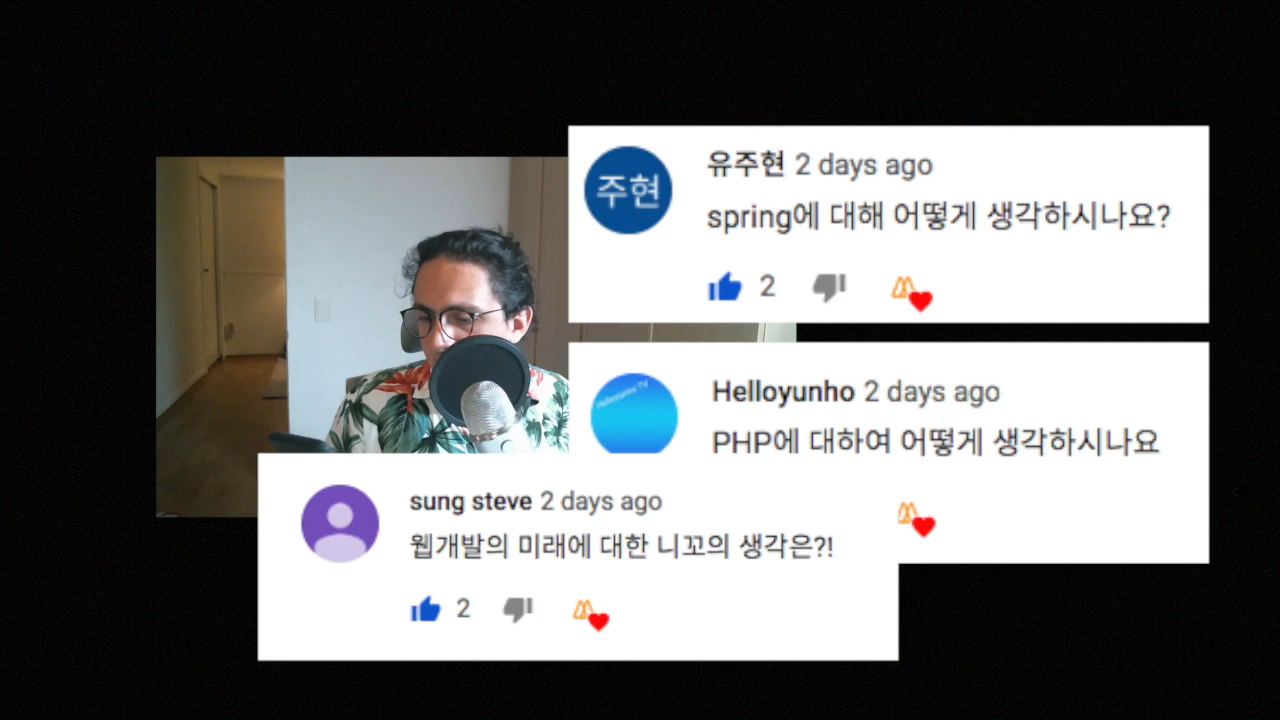 주현
유주현 2 days ago
spring에 대해 어떻게 생각하시나요?
2
Helloyunho 2 days ago
PHP에 대하여 어떻게 생각하시나요
sung steve 2 days ago
웹개발의 미래에 대한 니꼬의 생각은?!
2